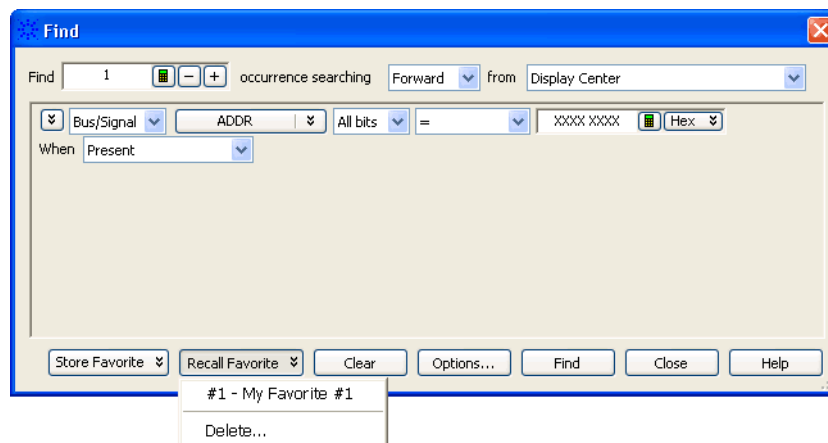 Find
Find 1 − + occurrence searching Forward from Display Center
Bus/Signal ADDR All bits = XXXX XXXX Hex
When Present
Store Favorite Recall Favorite Clear Options... Find Close Help
#1 - My Favorite #1
Delete...